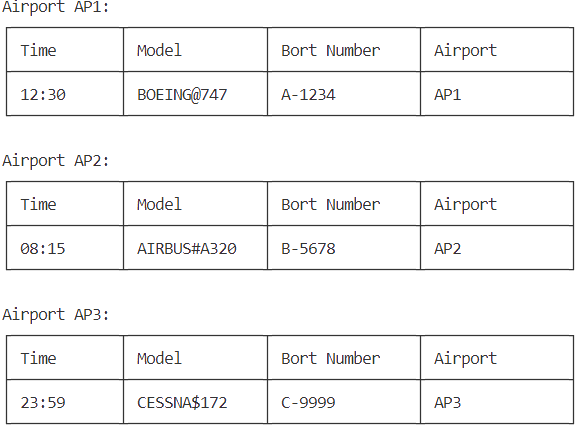 Airport AP1:
Time Model Bort Number Airport
12:30 BOEING@747 A-1234 AP1
Airport AP2:
Time Model Bort Number Airport
08:15 AIRBUS#A320 B-5678 AP2
Airport AP3:
Time Model Bort Number Airport
23:59 CESSNA$172 C-9999 AP3